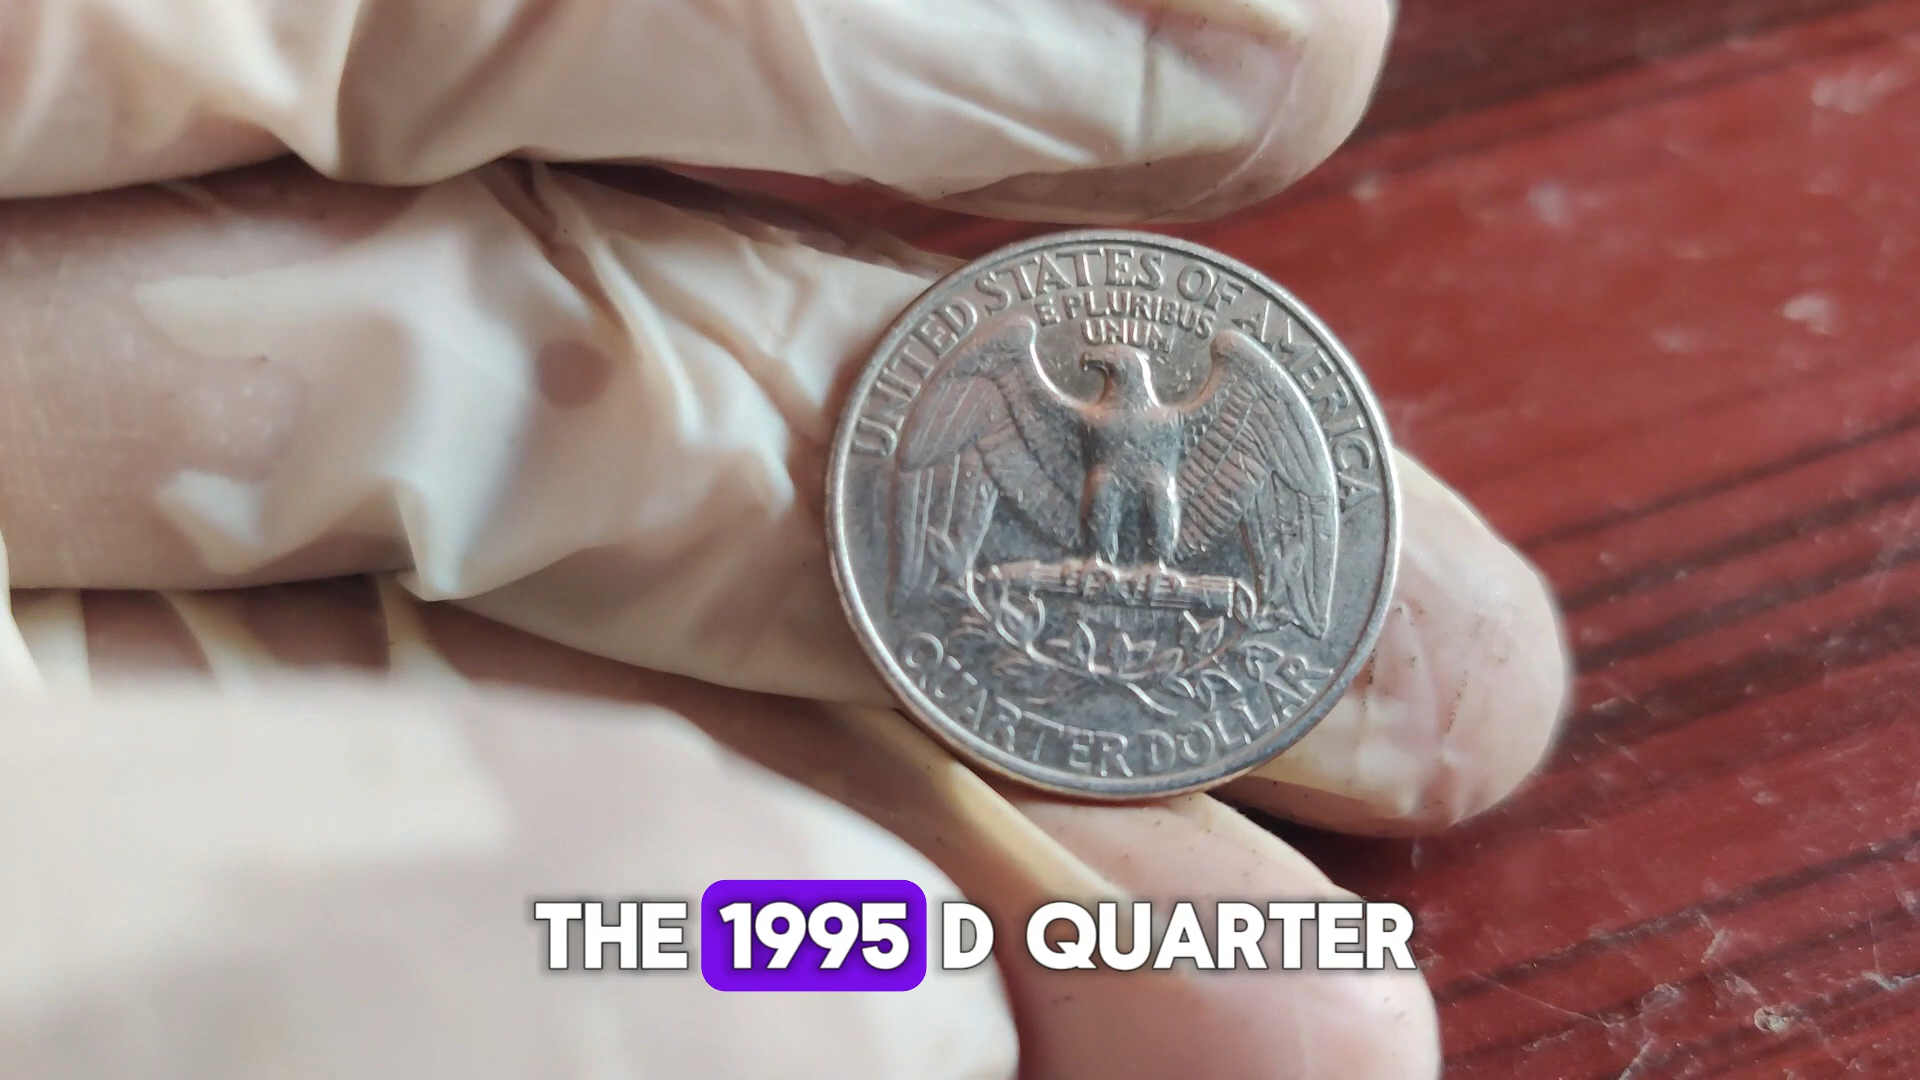 UNITED STATES OF AMERICA
E PLURIBUS
UNUM
QUARTER DOLLAR
THE 1995 D QUARTER